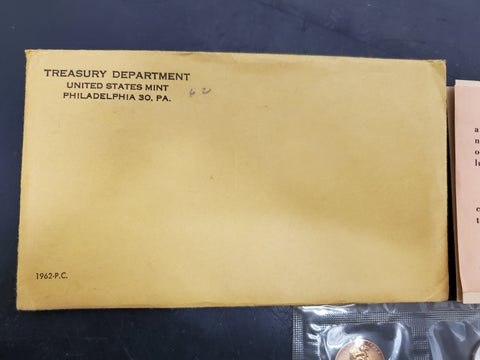 TREASURY DEPARTMENT
UNITED STATES MINT
PHILADELPHIA 30, PA.
62
1962-P.C.